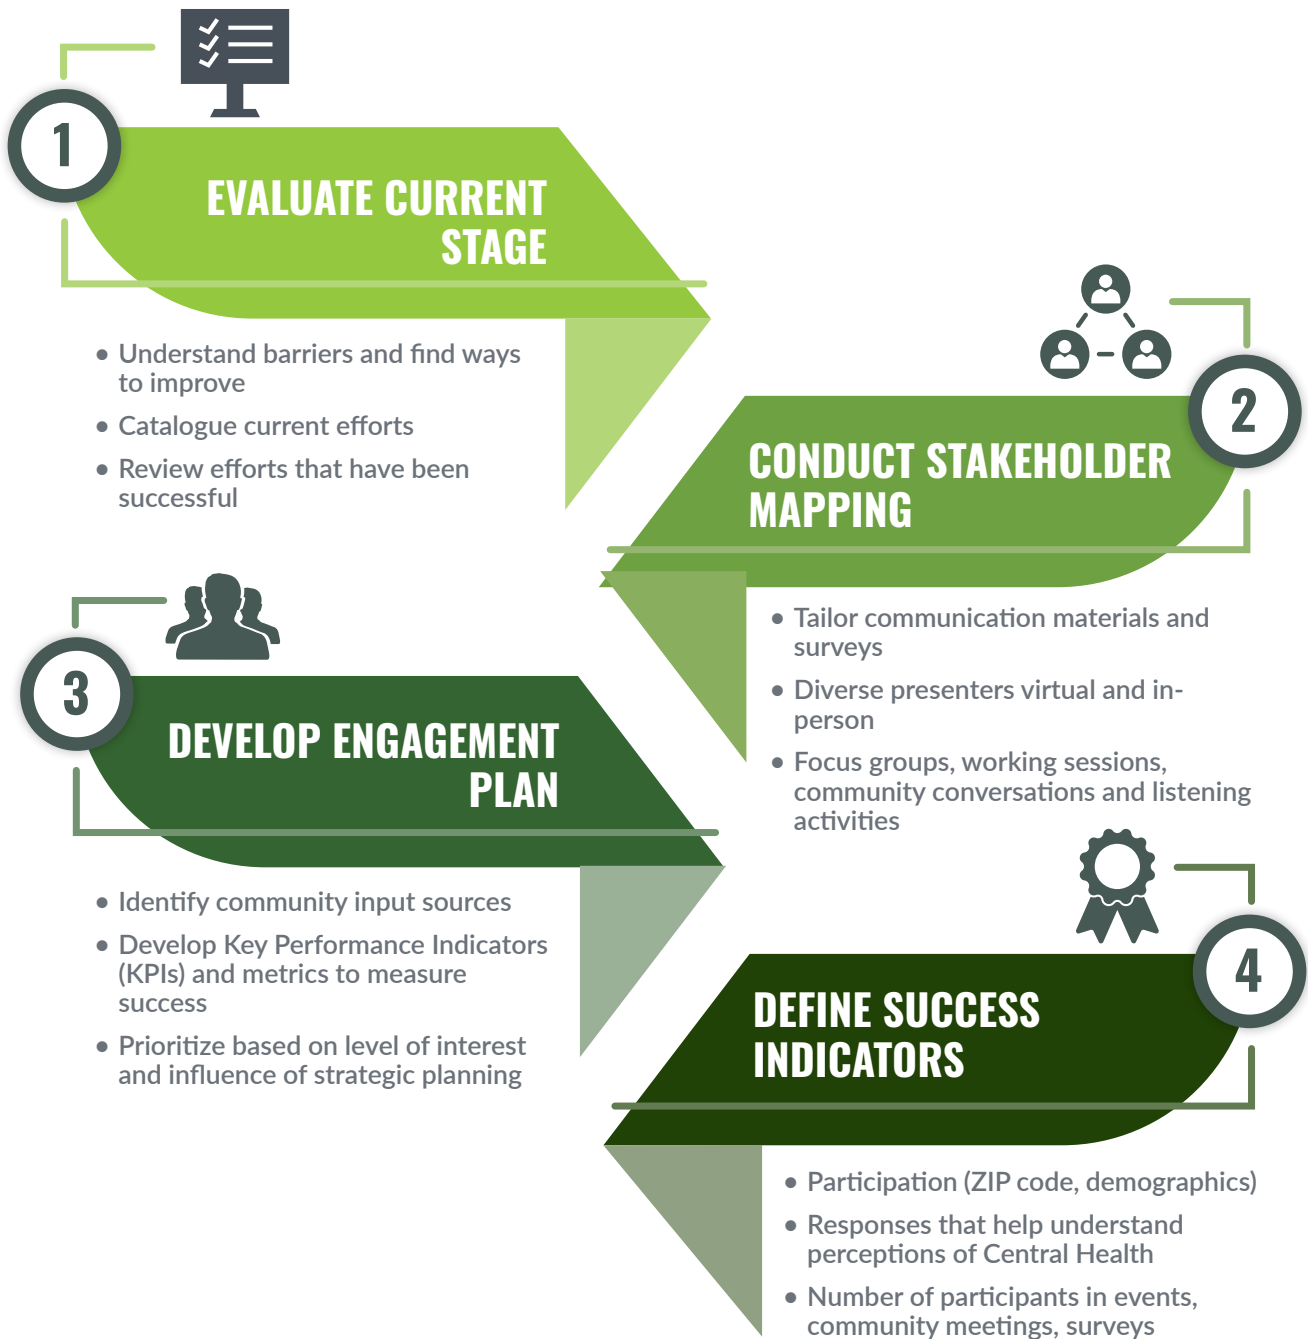 1
EVALUATE CURRENT
STAGE
• Understand barriers and find ways
to improve
• Catalogue current efforts
• Review efforts that have been
successful
2
CONDUCT STAKEHOLDER
MAPPING
• Tailor communication materials and
surveys
• Diverse presenters virtual and in-
person
• Focus groups, working sessions,
community conversations and listening
activities
3
DEVELOP ENGAGEMENT
PLAN
• Identify community input sources
• Develop Key Performance Indicators
(KPIs) and metrics to measure
success
• Prioritize based on level of interest
and influence of strategic planning
4
DEFINE SUCCESS
INDICATORS
• Participation (ZIP code, demographics)
• Responses that help understand
perceptions of Central Health
• Number of participants in events,
community meetings, surveys